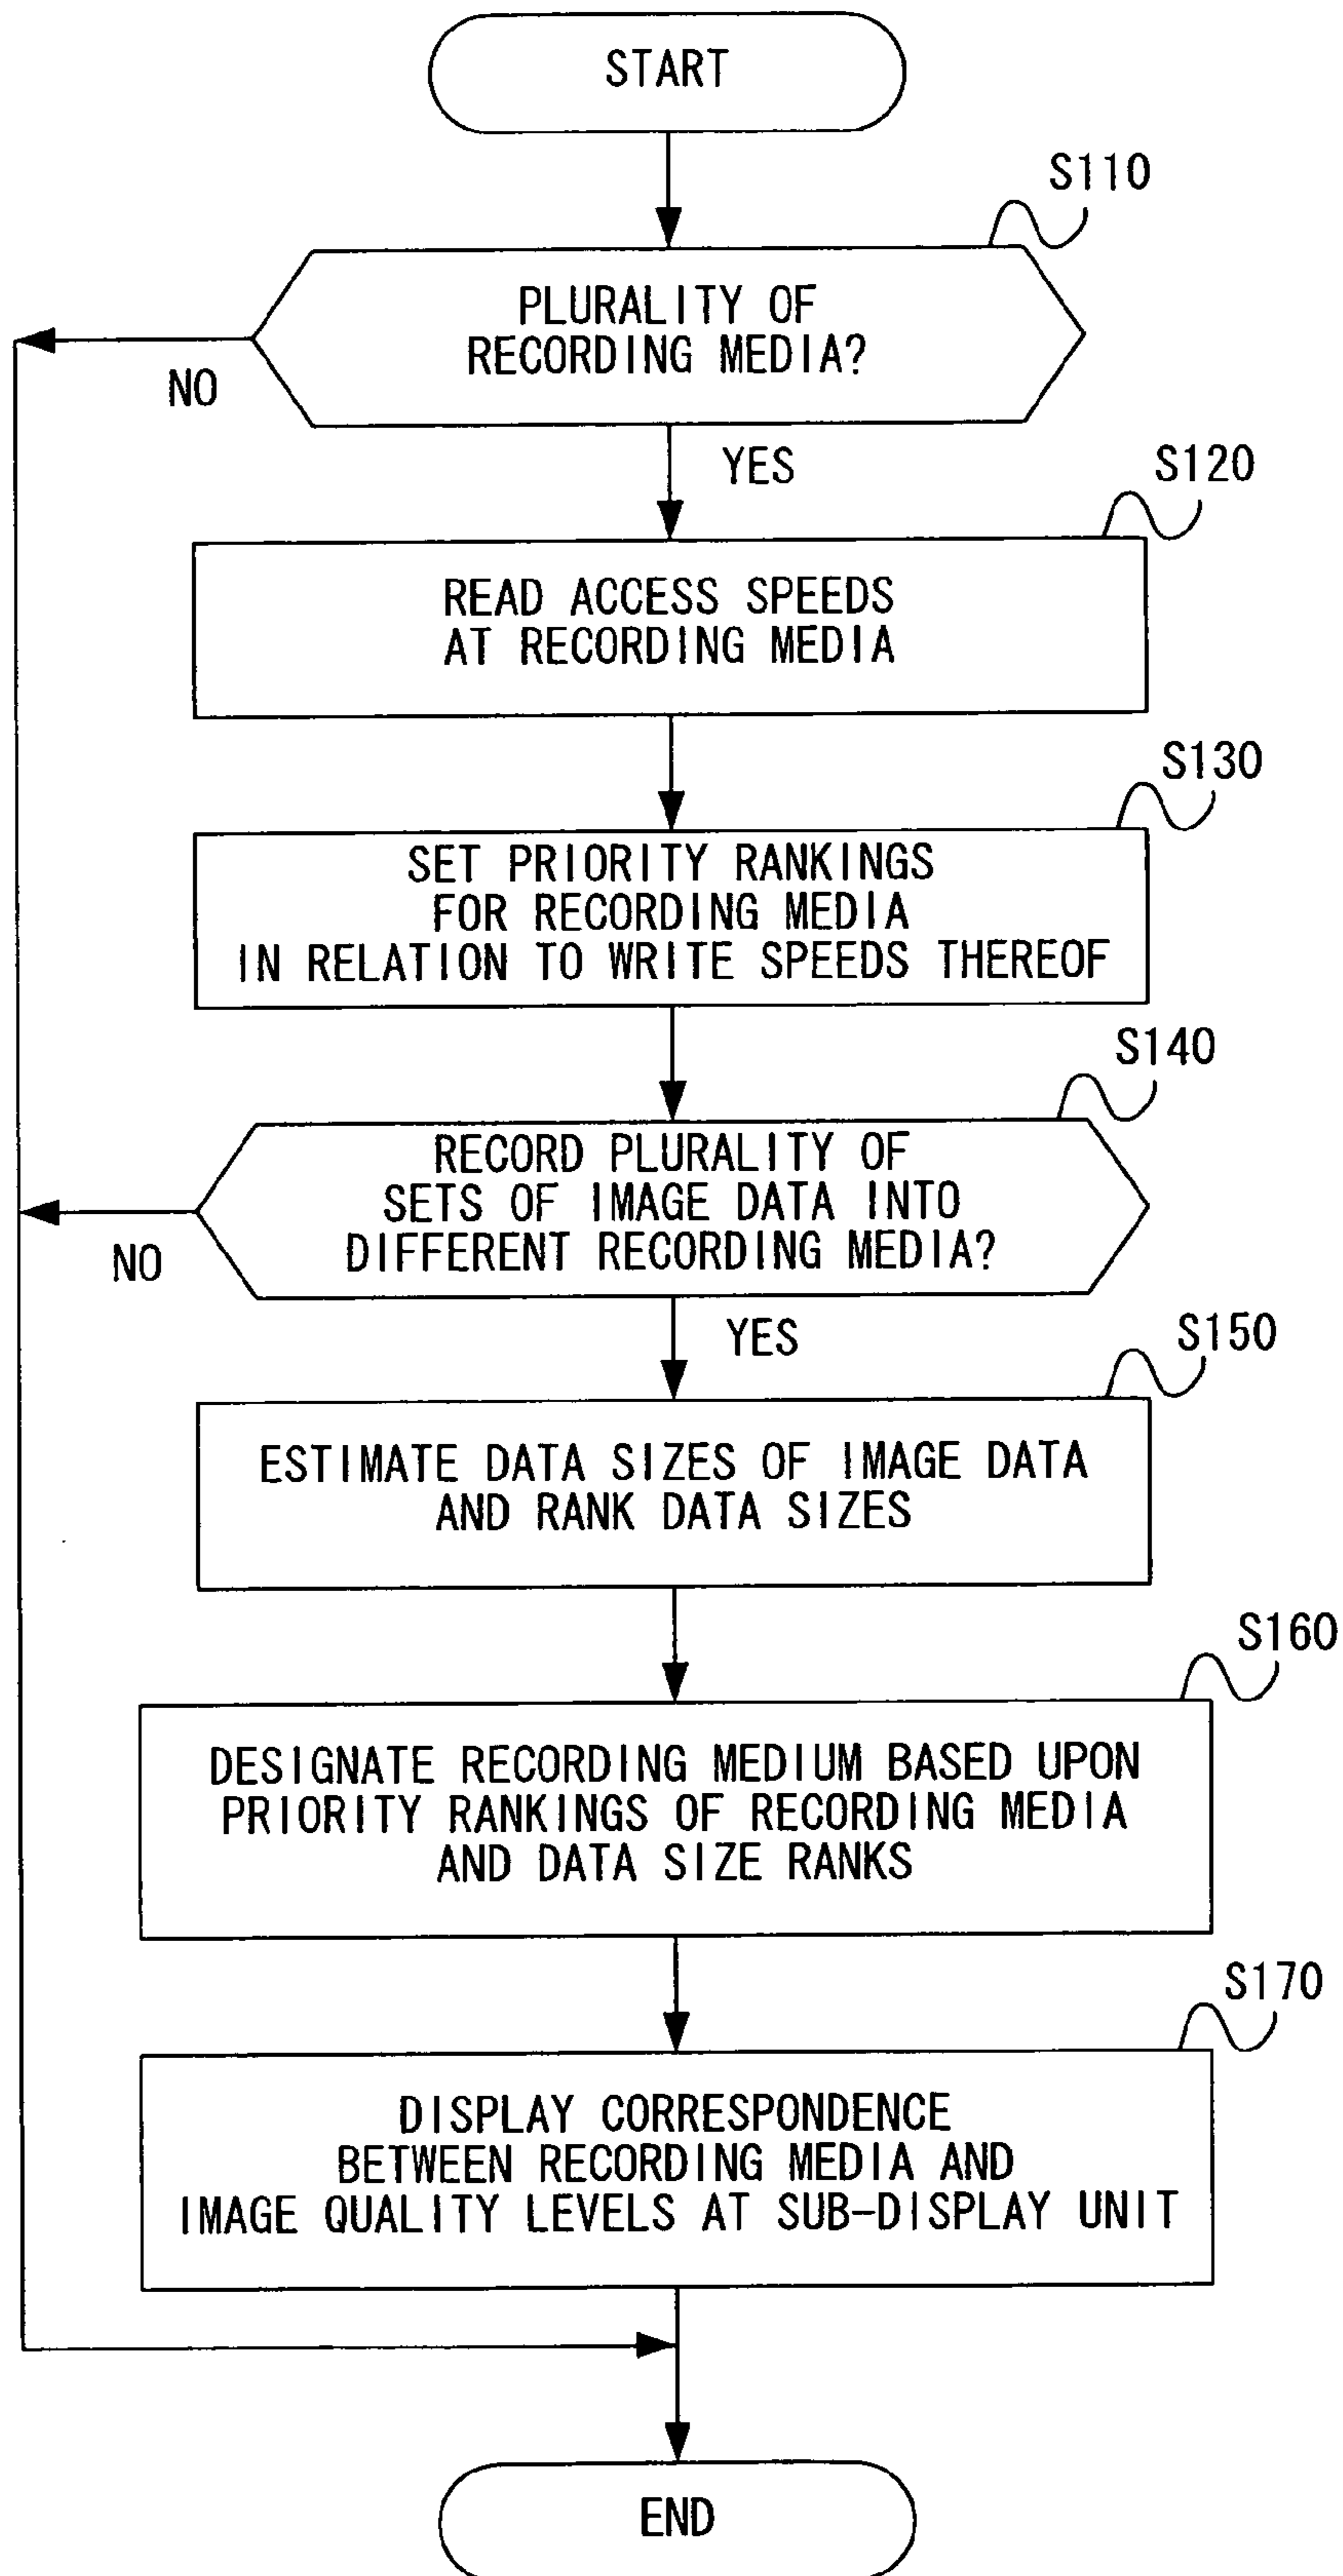 START
S110
PLURALITY OF
RECORDING MEDIA?
NO
YES
S120
READ ACCESS SPEEDS
AT RECORDING MEDIA
S130
SET PRIORITY RANKINGS
FOR RECORDING MEDIA
IN RELATION TO WRITE SPEEDS THEREOF
S140
RECORD PLURALITY OF
SETS OF IMAGE DATA INTO
DIFFERENT RECORDING MEDIA?
NO
YES
S150
ESTIMATE DATA SIZES OF IMAGE DATA
AND RANK DATA SIZES
S160
DESIGNATE RECORDING MEDIUM BASED UPON
PRIORITY RANKINGS OF RECORDING MEDIA
AND DATA SIZE RANKS
S170
DISPLAY CORRESPONDENCE
BETWEEN RECORDING MEDIA AND
IMAGE QUALITY LEVELS AT SUB-DISPLAY UNIT
END